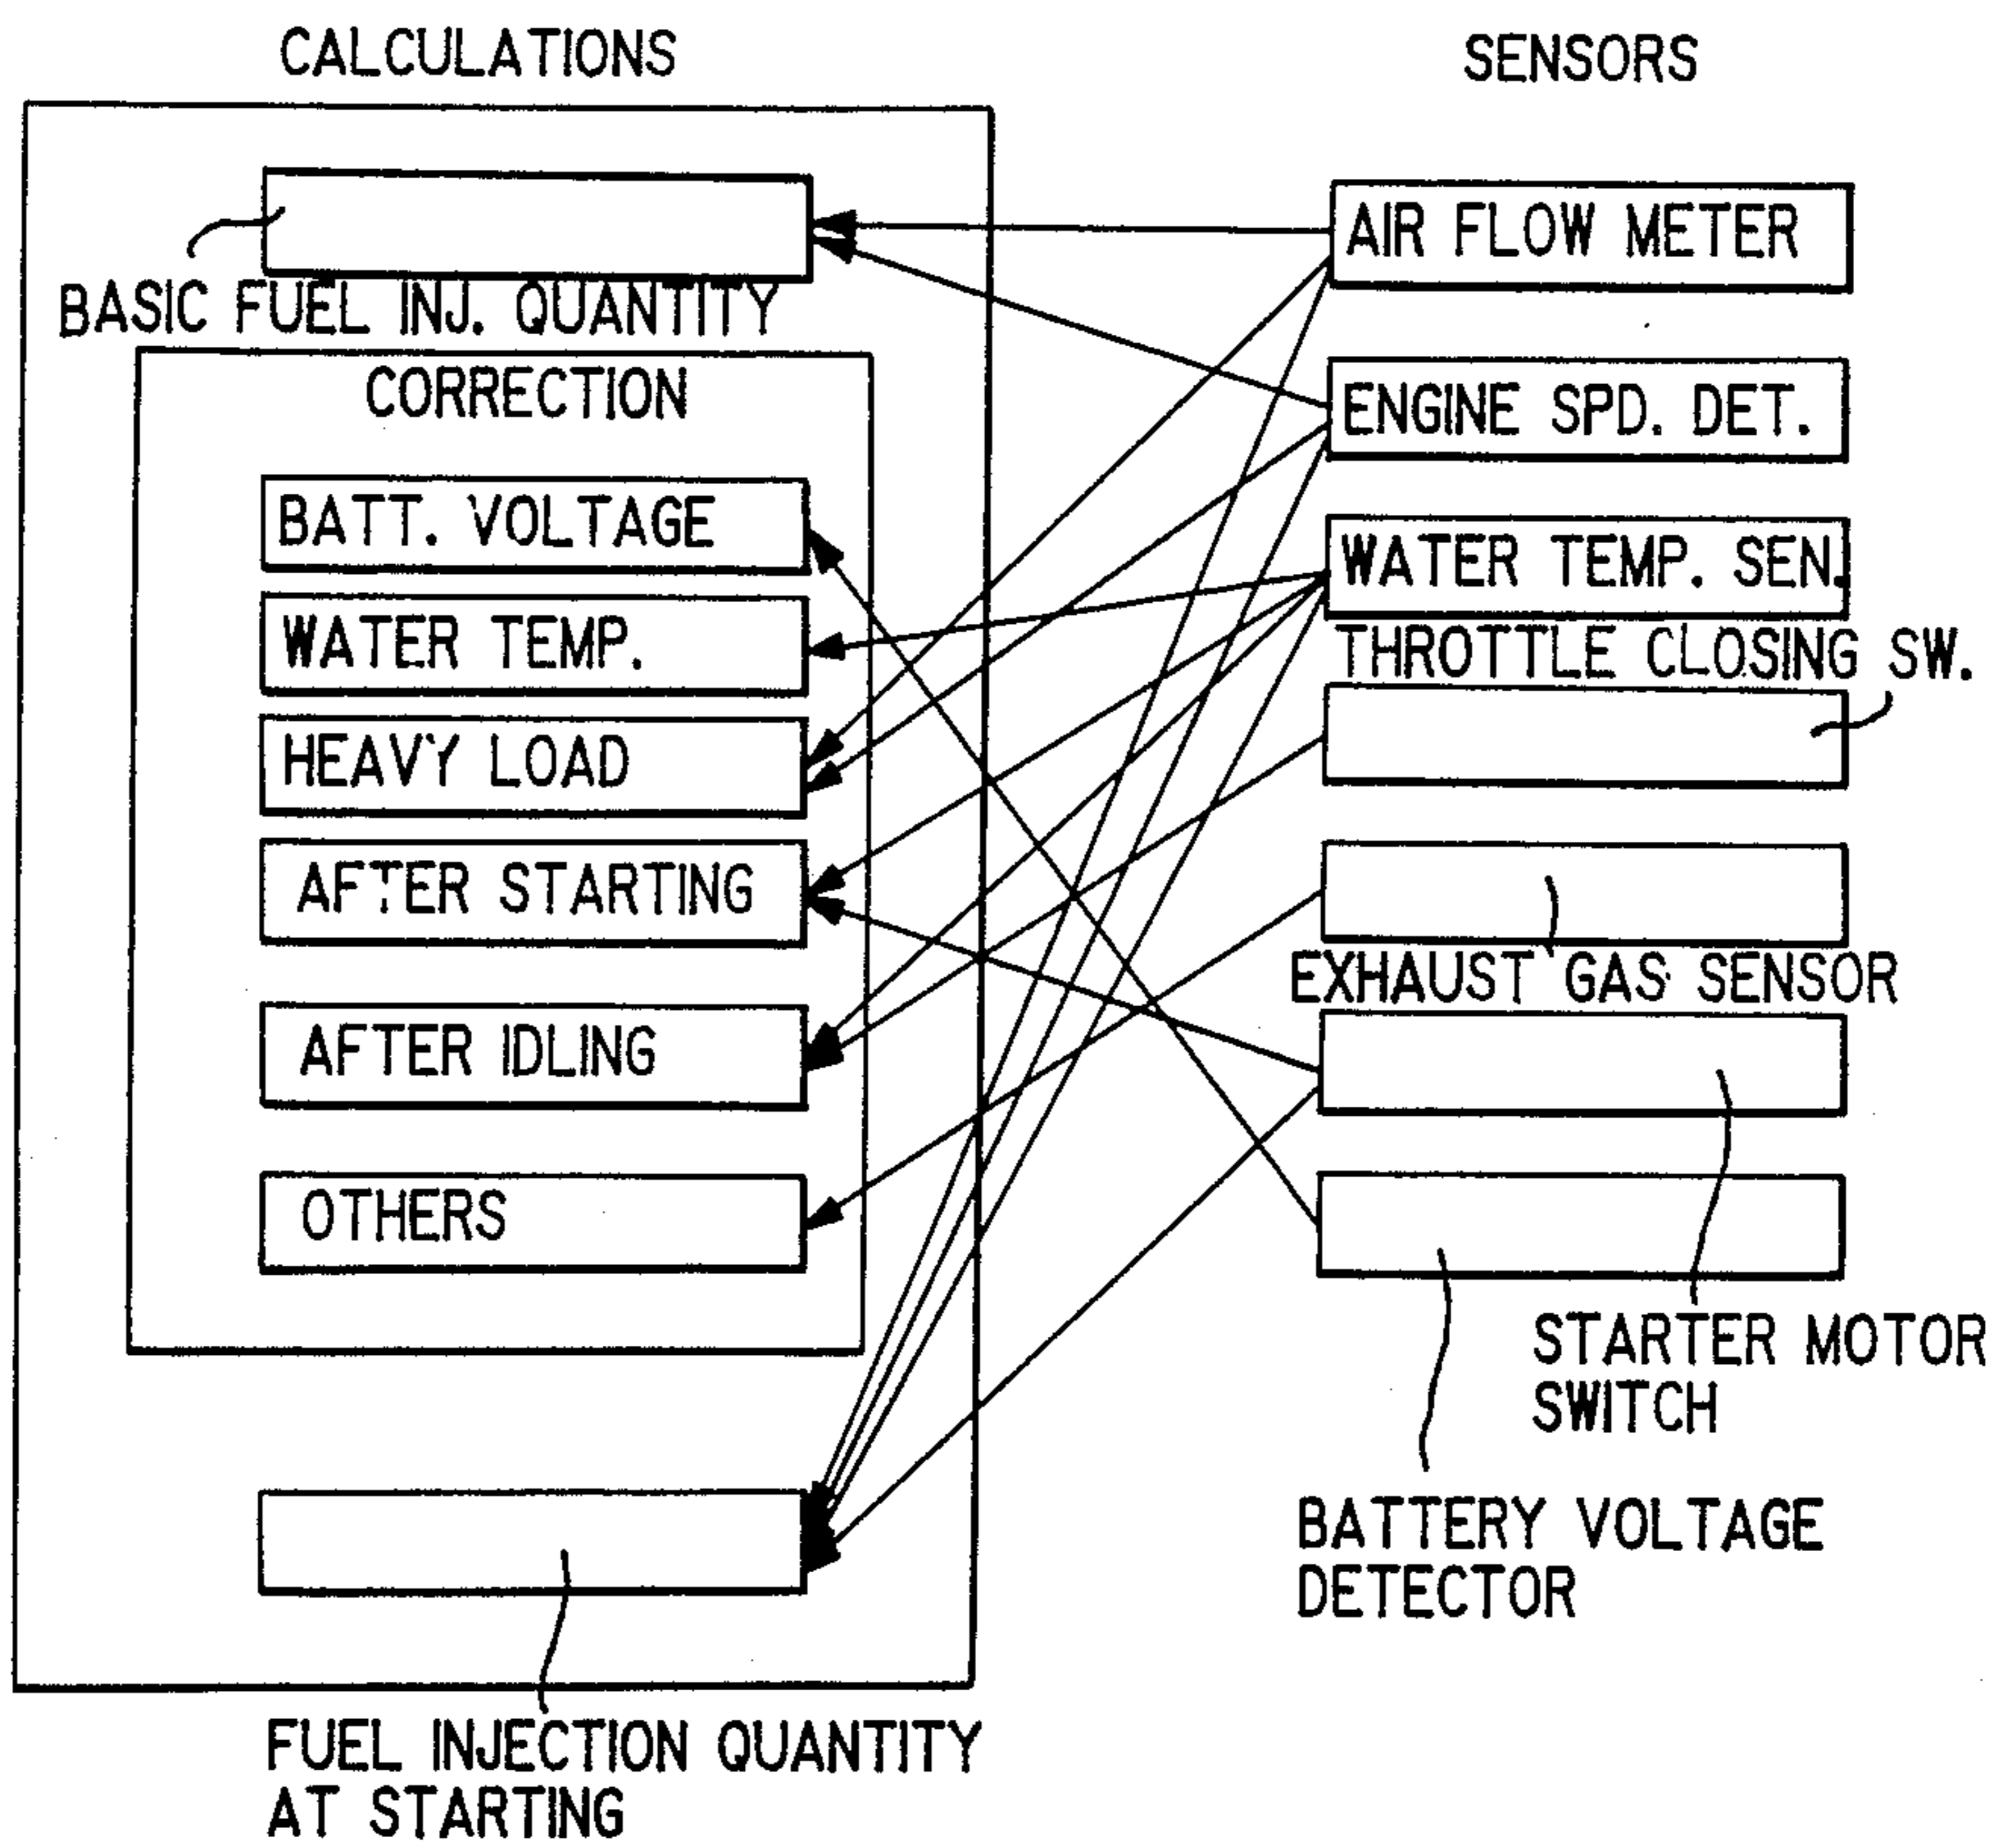 CALCULATIONS
BASIC FUEL INJ. QUANTITY
CORRECTION
BATT. VOLTAGE
WATER TEMP.
HEAVY LOAD
AFTER STARTING
AFTER IDLING
OTHERS
FUEL INJECTION QUANTITY
AT STARTING
SENSORS
AIR FLOW METER
ENGINE SPD. DET.
WATER TEMP. SEN.
THROTTLE CLOSING SW.
EXHAUST GAS SENSOR
STARTER MOTOR
SWITCH
BATTERY VOLTAGE
DETECTOR